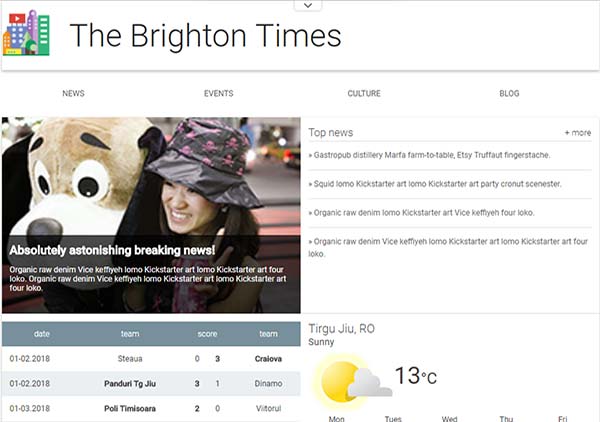 The Brighton Times
NEWS EVENTS CULTURE BLOG
Absolutely astonishing breaking news!
Organic raw denim Vice keffiyeh lomo Kickstarter art lomo Kickstarter art four
loko. Organic raw denim Vice keffiyeh lomo Kickstarter art lomo Kickstarter art
four loko.
Top news + more
» Gastropub distillery Marfa farm-to-table, Etsy Truffaut fingerstache.
» Squid lomo Kickstarter art lomo Kickstarter art party cronut scenester.
» Organic raw denim lomo Kickstarter art Vice keffiyeh four loko.
» Organic raw denim Vice keffiyeh lomo Kickstarter art lomo Kickstarter art four
loko.
date team score team
01-02.2018 Steaua 0 3 Craiova
01-02.2018 Panduri Tg Jiu 3 1 Dinamo
01-03.2018 Poli Timisoara 2 0 Viitorul
Tirgu Jiu, RO
Sunny
13°C
Mon Tues Wed Thu Fri